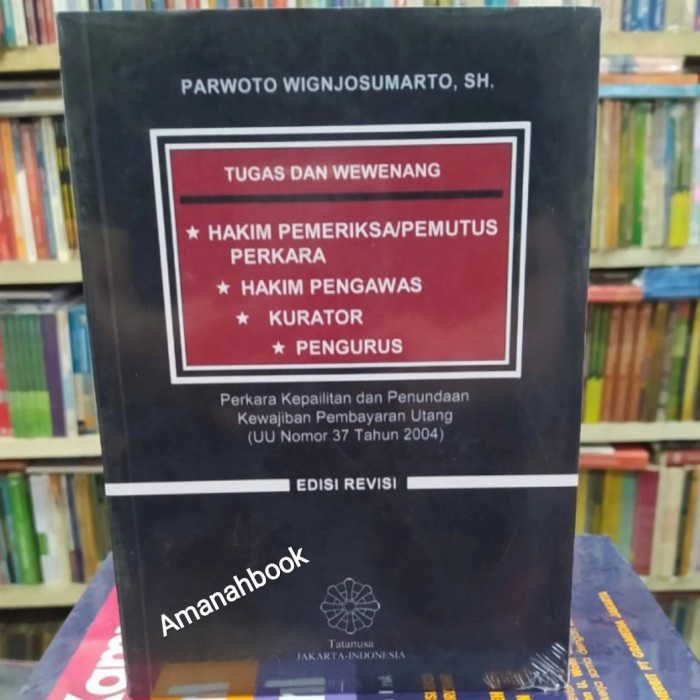 PARWOTO WIGNJOSUMARTO, SH.
TUGAS DAN WEWENANG
★ HAKIM PEMERIKSA/PEMUTUS
PERKARA
★ HAKIM PENGAWAS
★ KURATOR
★ PENGURUS
Perkara Kepailitan dan Penundaan
Kewajiban Pembayaran Utang
(UU Nomor 37 Tahun 2004)
EDISI REVISI
Amanahbook
Tatanusa
JAKARTA-INDONESIA